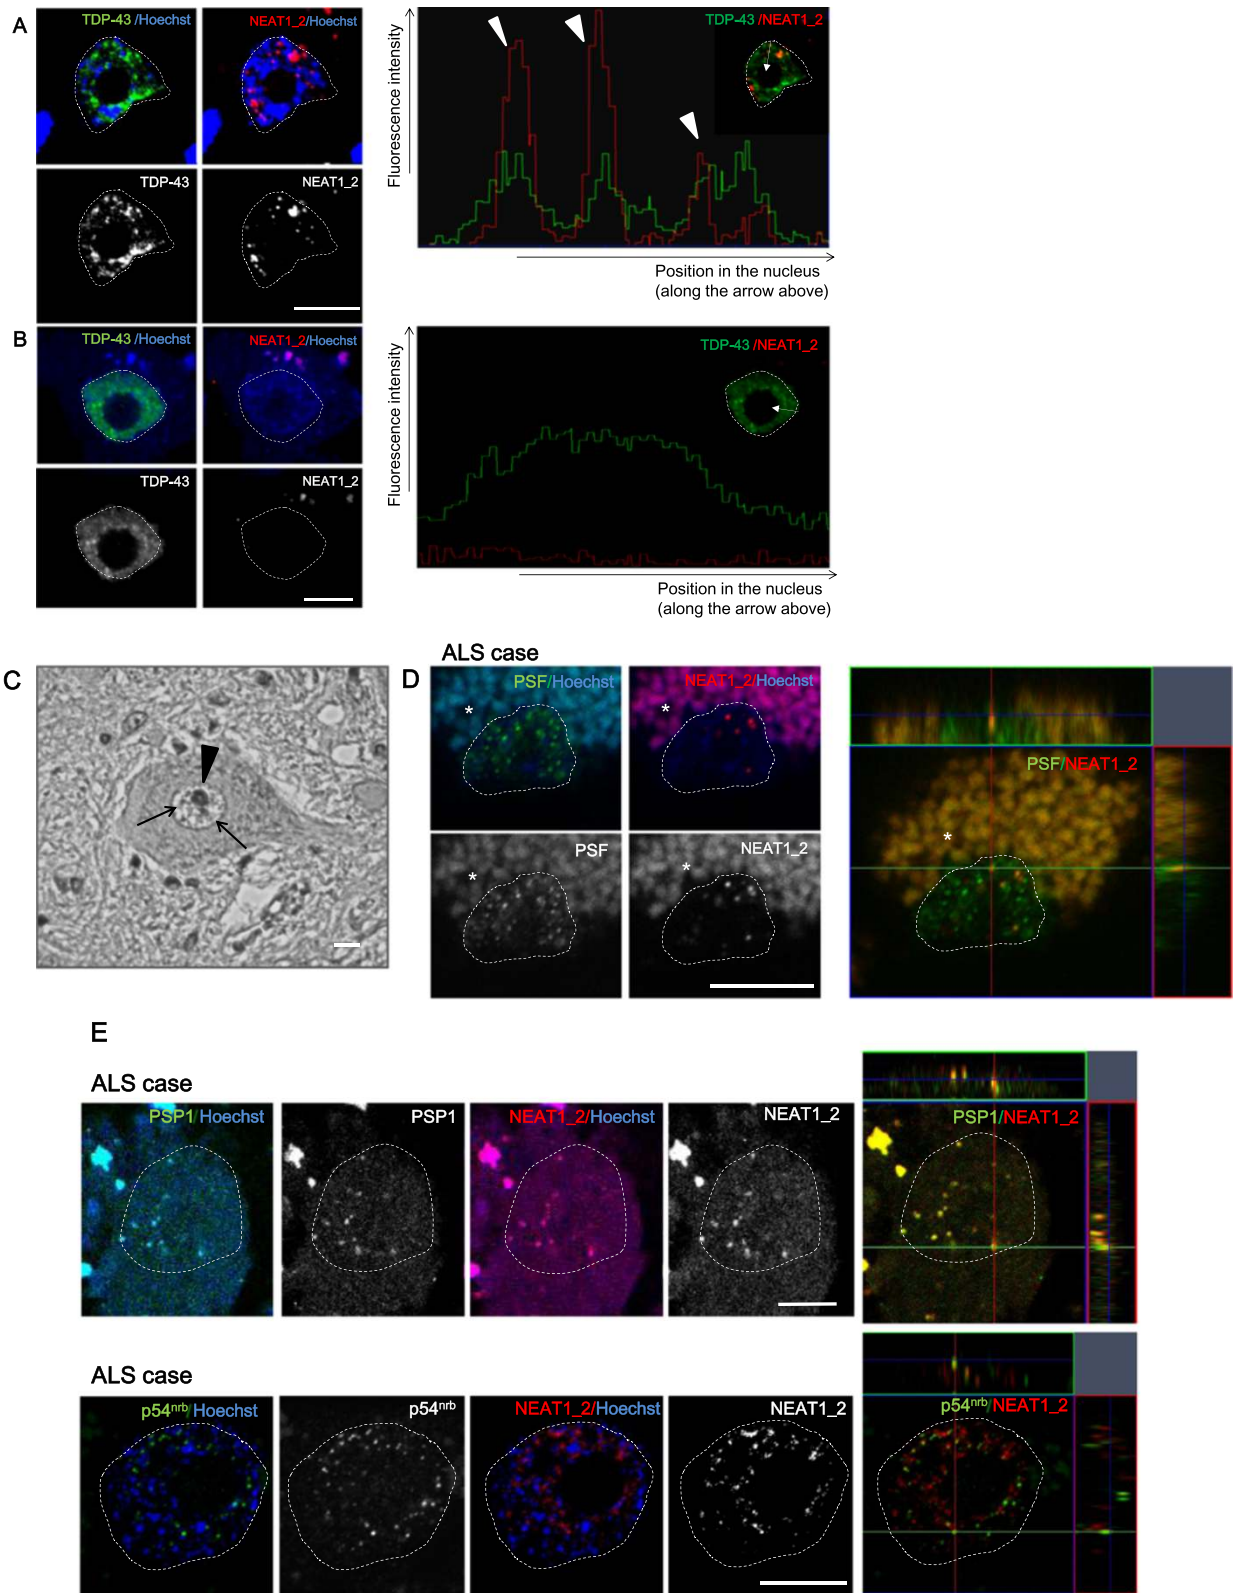 A
TDP-43/Hoechst
NEAT1_2/Hoechst
TDP-43
NEAT1_2
Fluorescence intensity
TDP-43 /NEAT1_2
Position in the nucleus
(along the arrow above)
B
TDP-43/Hoechst
NEAT1_2/Hoechst
TDP-43
NEAT1_2
Fluorescence intensity
TDP-43 /NEAT1_2
Position in the nucleus
(along the arrow above)
C
D
ALS case
PSF/Hoechst
NEAT1_2/Hoechst
*
*
PSF
NEAT1_2
*
*
PSF/NEAT1_2
*
E
ALS case
PSP1/Hoechst
PSP1
NEAT1_2/Hoechst
NEAT1_2
PSP1/NEAT1_2
ALS case
p54nrb/Hoechst
p54nrb
NEAT1_2/Hoechst
NEAT1_2
p54nrb/NEAT1_2